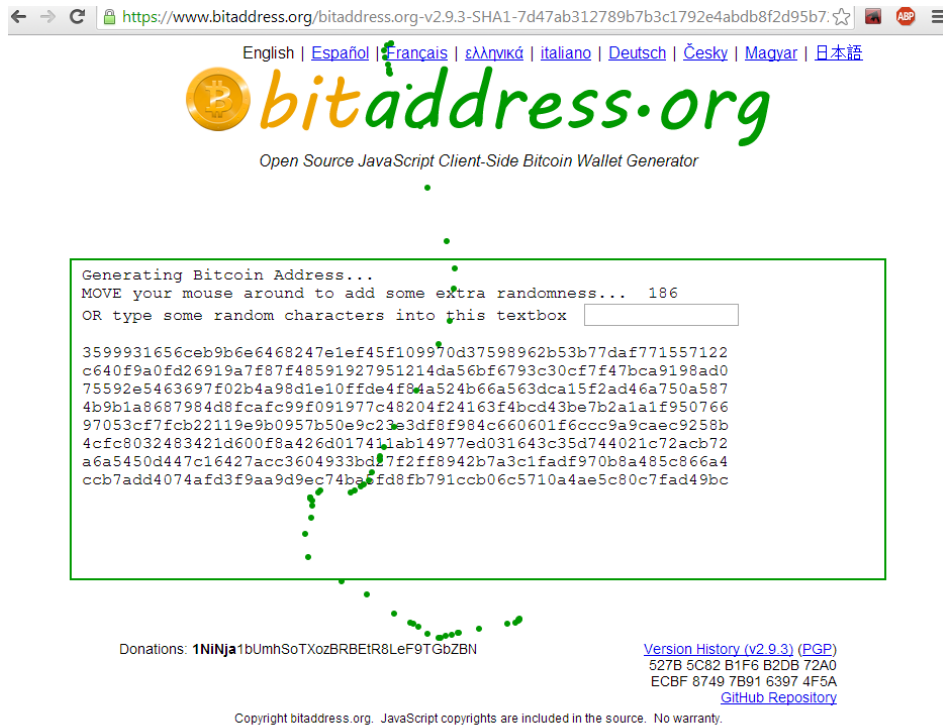 https://www.bitaddress.org/bitaddress.org-v2.9.3-SHA1-7d47ab312789b7b3c1792e4abdb8f2d95b7.
ABP
English | Español | Français | ελληνικά | italiano | Deutsch | Česky | Magyar | 日本語
bitaddress.org
Open Source JavaScript Client-Side Bitcoin Wallet Generator
Generating Bitcoin Address...
MOVE your mouse around to add some extra randomness... 186
OR type some random characters into this textbox
3599931656ceb9b6e6468247e1ef45f109970d37598962b53b77daf771557122
c640f9a0fd26919a7f87f48591927951214da56bf6793c30cf7f47bca9198ad0
75592e5463697f02b4a98d1e10ffde4f84a524b66a563dca15f2ad46a750a587
4b9b1a8687984d8fcafc99f091977c48204f24163f4bcd43be7b2a1a1f950766
97053cf7fcb22119e9b0957b50e9c23e3df8f984c660601f6ccc9a9caec9258b
4cfc8032483421d600f8a426d017411ab14977ed031643c35d744021c72acb72
a6a5450d447c16427acc3604933bd27f2ff8942b7a3c1fadf970b8a485c866a4
ccb7add4074afd3f9aa9d9ec74ba6fd8fb791ccb06c5710a4ae5c80c7fad49bc
Donations: 1NiNja1bUmhSoTXozBRBEtR8LeF9TGbZBN
Version History (v2.9.3) (PGP)
527B 5C82 B1F6 B2DB 72A0
ECBF 8749 7B91 6397 4F5A
GitHub Repository
Copyright bitaddress.org. JavaScript copyrights are included in the source. No warranty.